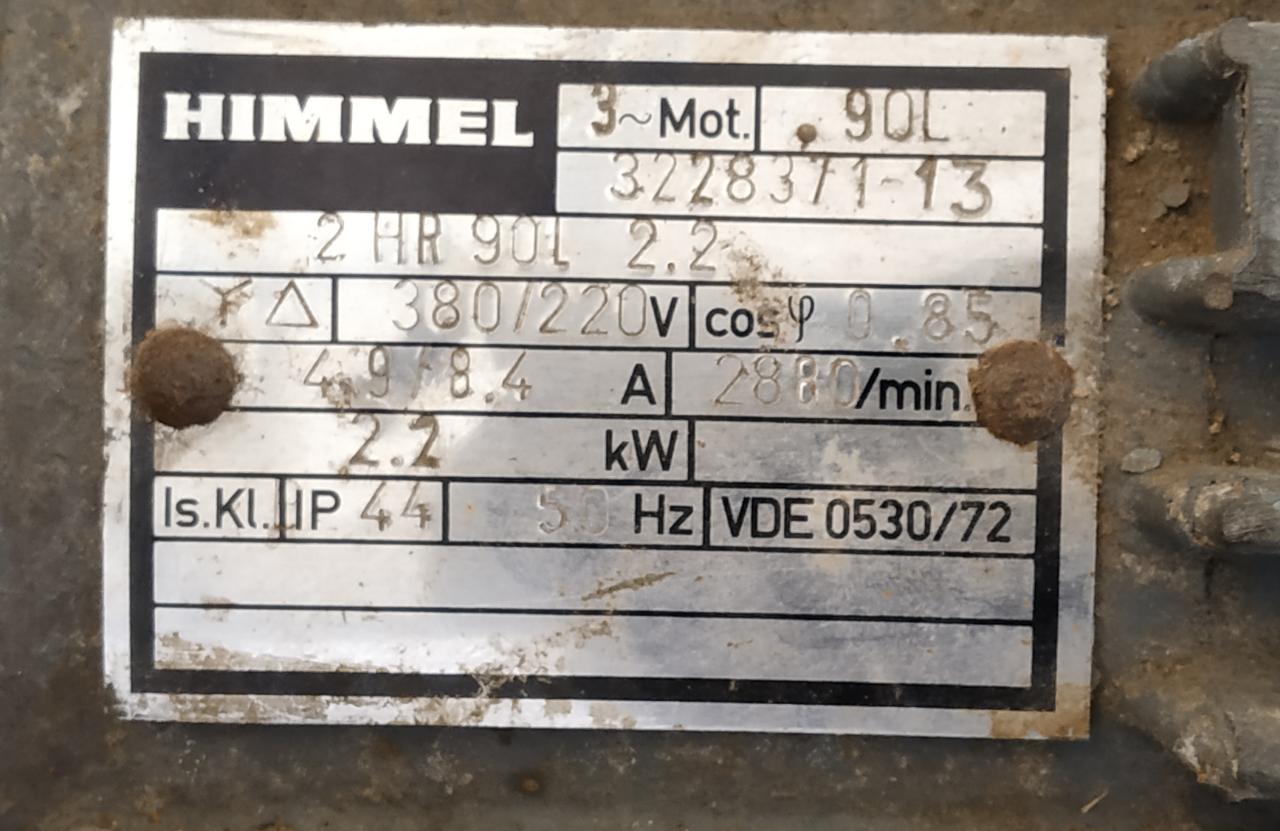 HIMMEL 3~Mot. .90L
3228371-13
2 HR 90L 2.2
Y Δ 380/220V cosφ 0.85
4.9/8.4 A 2880/min.
2.2 kW
Is.Kl. IP 44 50 Hz VDE 0530/72